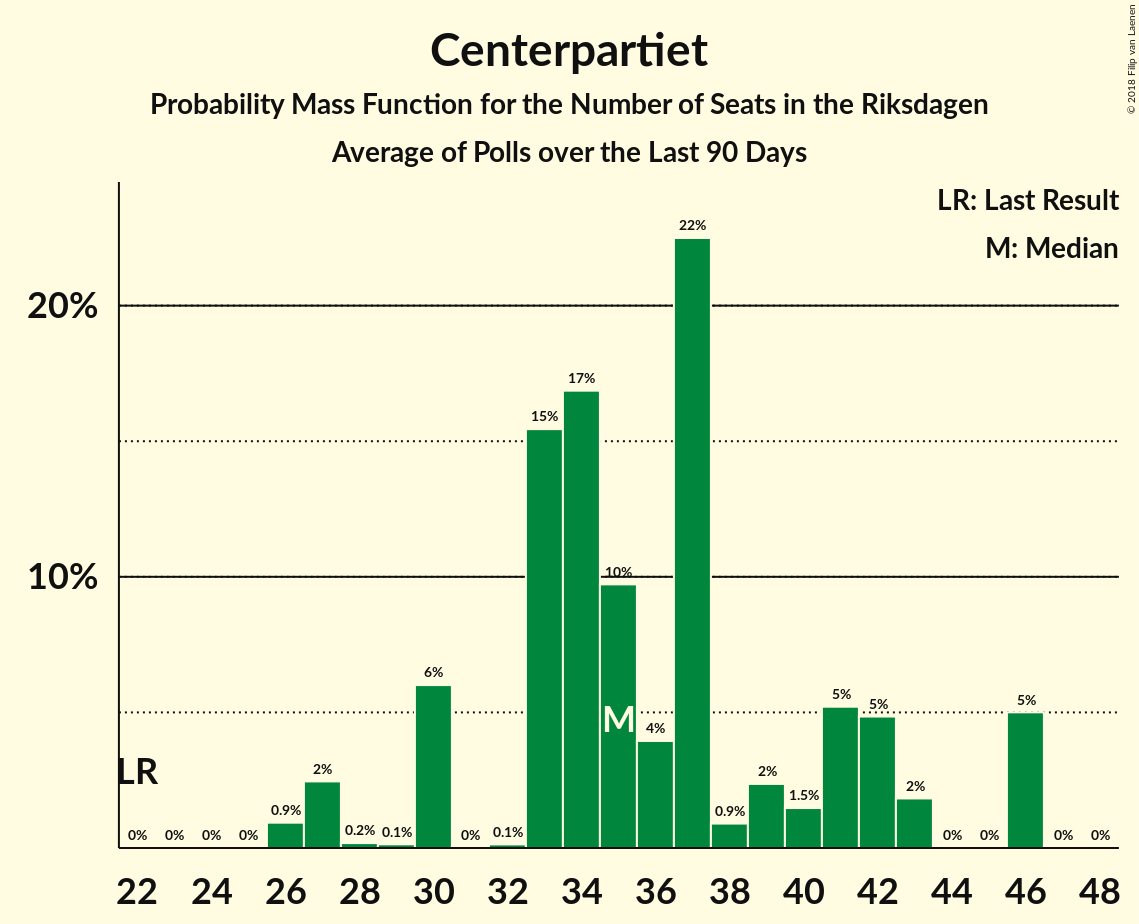 Centerpartiet
Probability Mass Function for the Number of Seats in the Riksdagen
Average of Polls over the Last 90 Days
© 2018 Filip van Laenen
LR: Last Result
M: Median
22%
20%
17%
15%
10%
10%
6%
5%
5%
5%
M
4%
LR
2%
2%
2%
0.9%
1.5%
0.9%
0% 0% 0% 0% 0.2% 0.1% 0% 0.1% 0% 0% 0% 0%
22 24 26 28 30 32 34 36 38 40 42 44 46 48